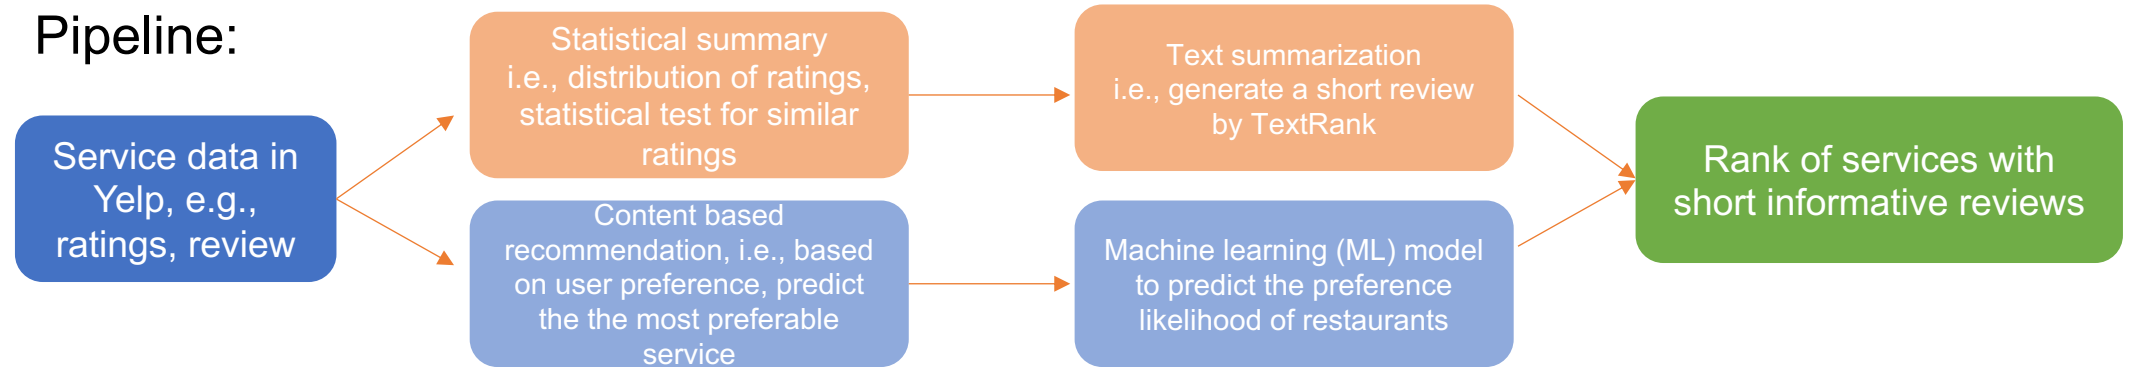 Pipeline:
Service data in
Yelp, e.g.,
ratings, review
Statistical summary
i.e., distribution of ratings,
statistical test for similar
ratings
Text summarization
i.e., generate a short review
by TextRank
Content based
recommendation, i.e., based
on user preference, predict
the the most preferable
service
Machine learning (ML) model
to predict the preference
likelihood of restaurants
Rank of services with
short informative reviews